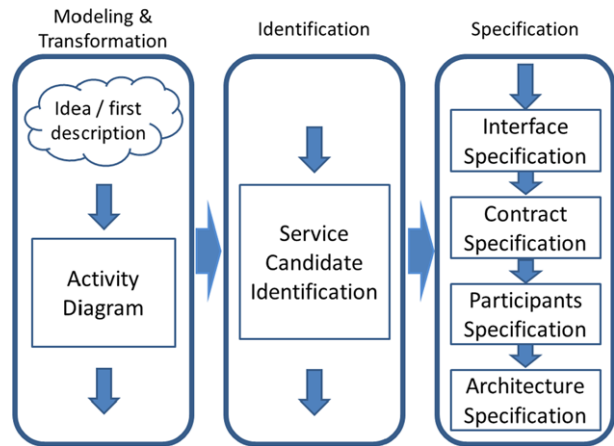 Modeling &
Transformation
Identification
Specification
Idea / first
description
Activity
Diagram
Service
Candidate
Identification
Interface
Specification
Contract
Specification
Participants
Specification
Architecture
Specification